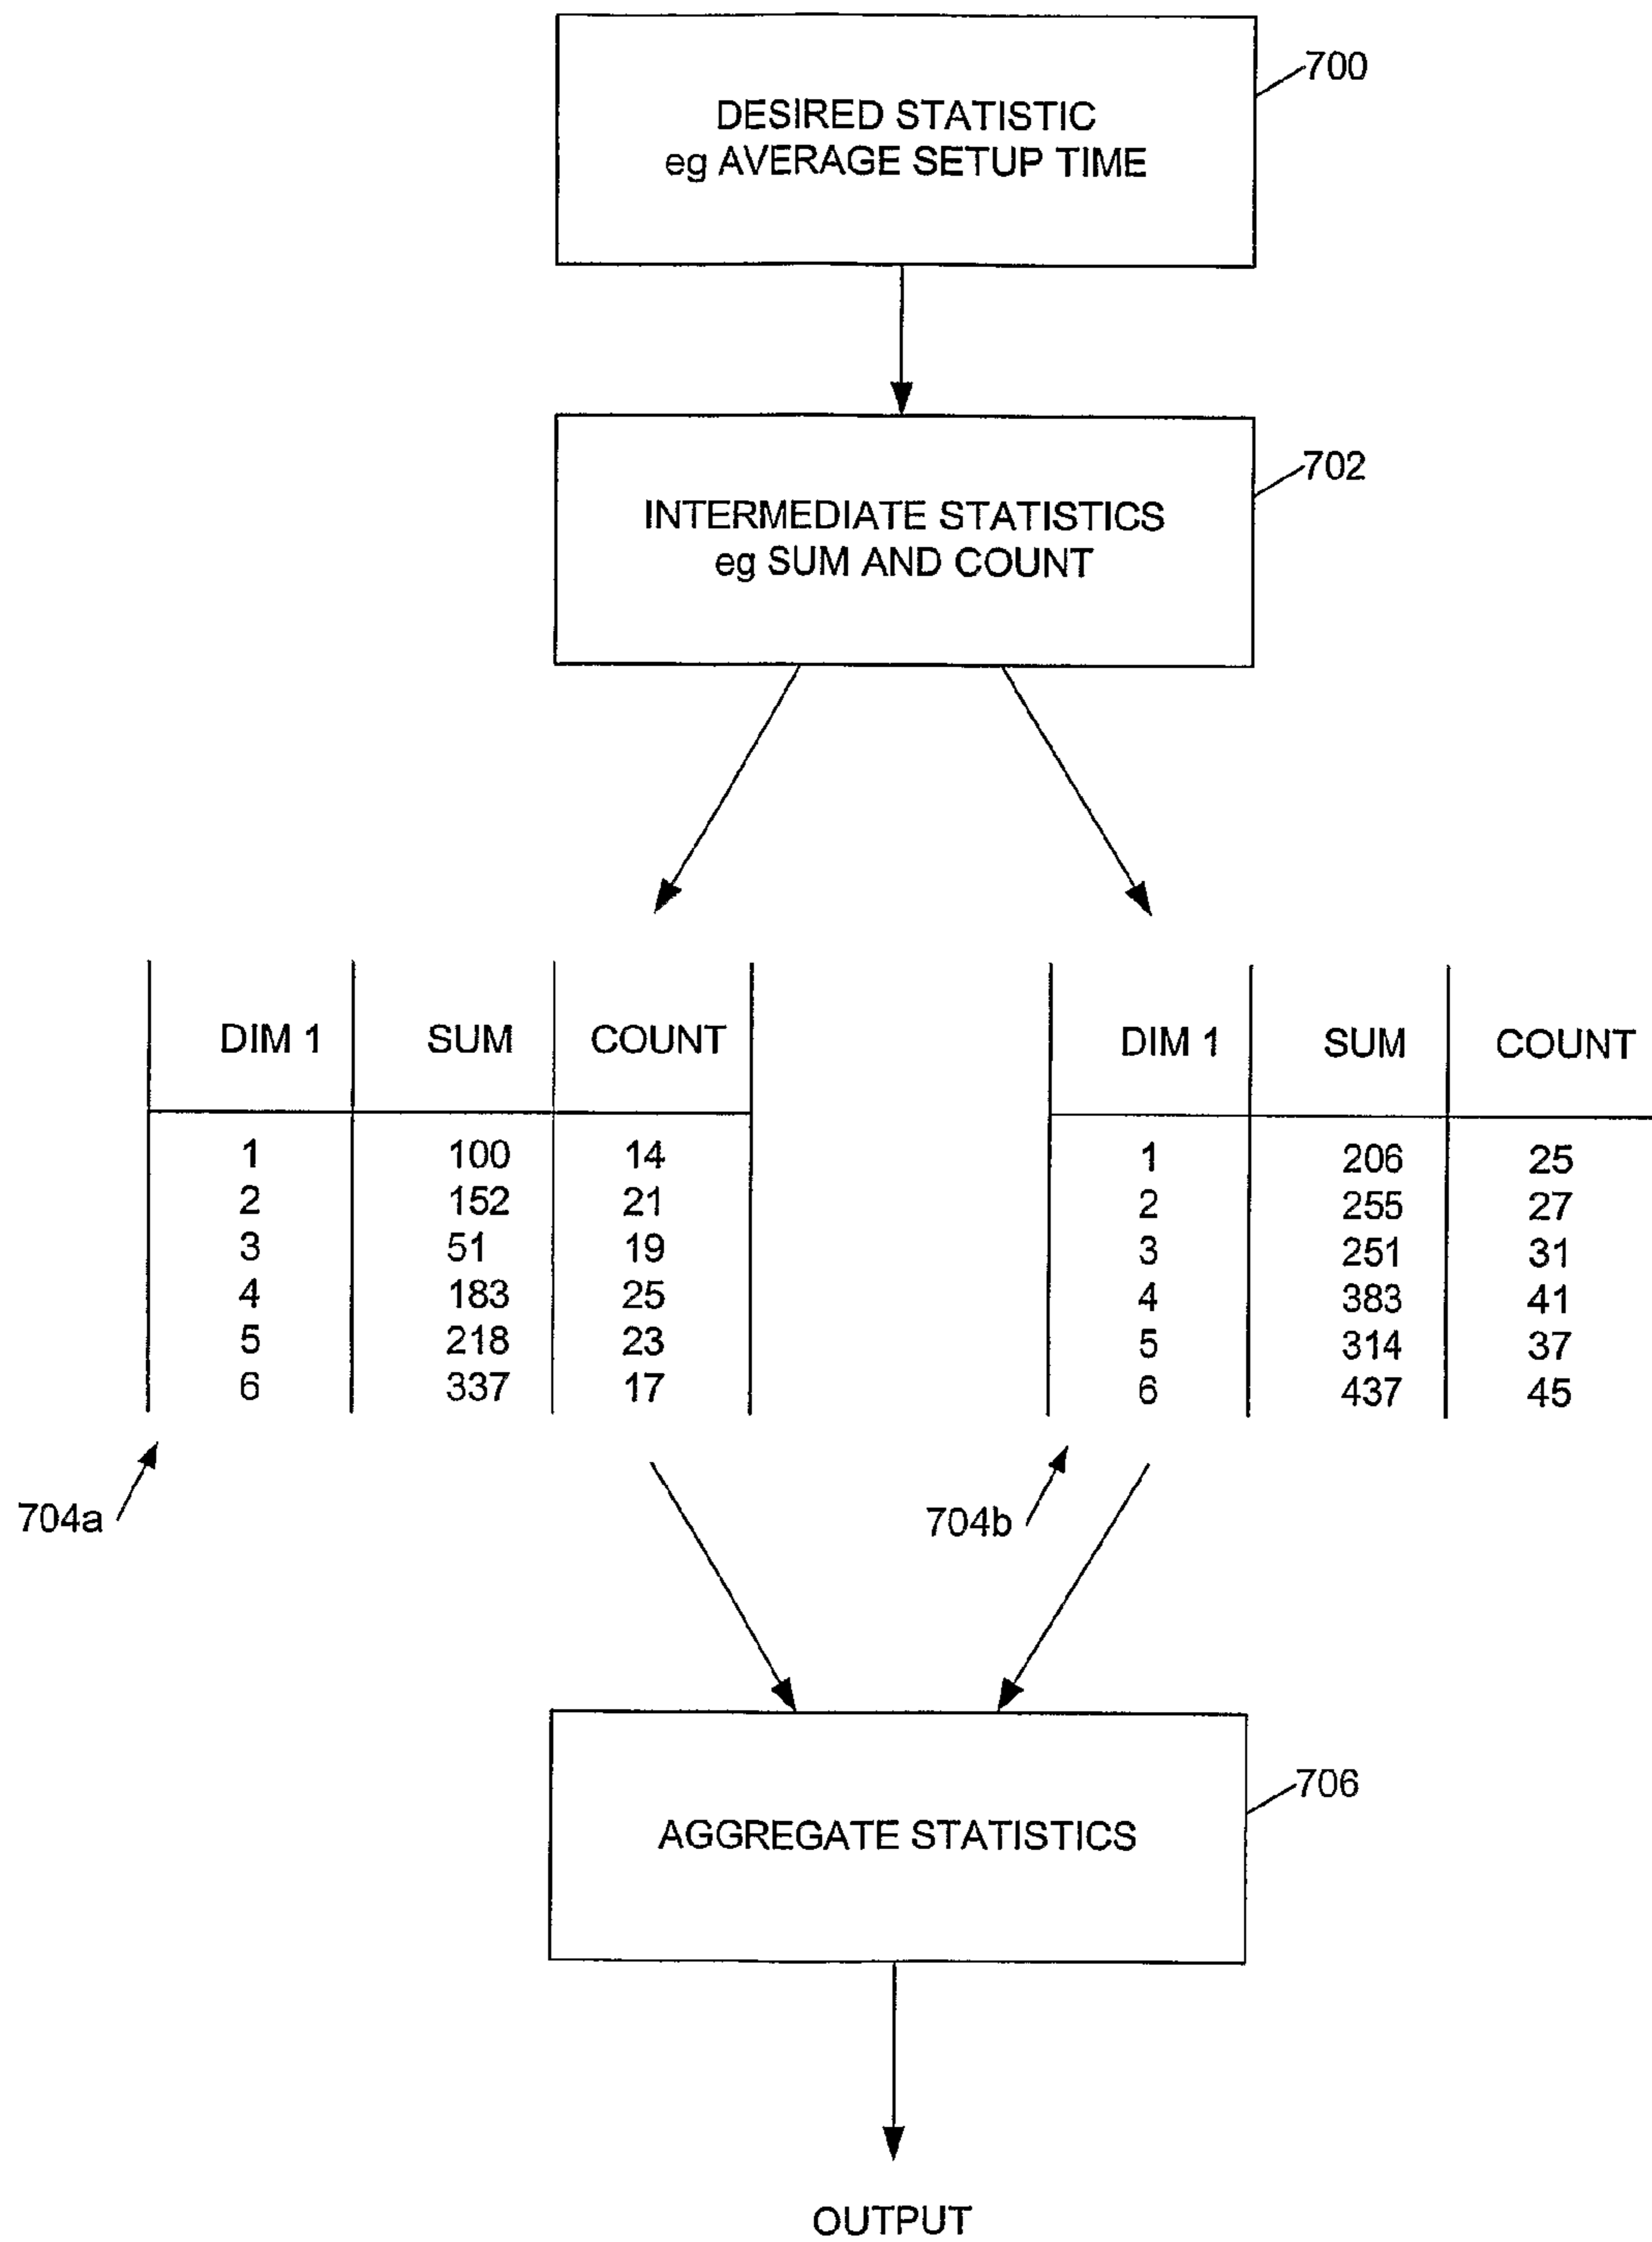 700
DESIRED STATISTIC
eg AVERAGE SETUP TIME
702
INTERMEDIATE STATISTICS
eg SUM AND COUNT
DIM 1 SUM COUNT
1 100 14
2 152 21
3 51 19
4 183 25
5 218 23
6 337 17
704a
DIM 1 SUM COUNT
1 206 25
2 255 27
3 251 31
4 383 41
5 314 37
6 437 45
704b
706
AGGREGATE STATISTICS
OUTPUT